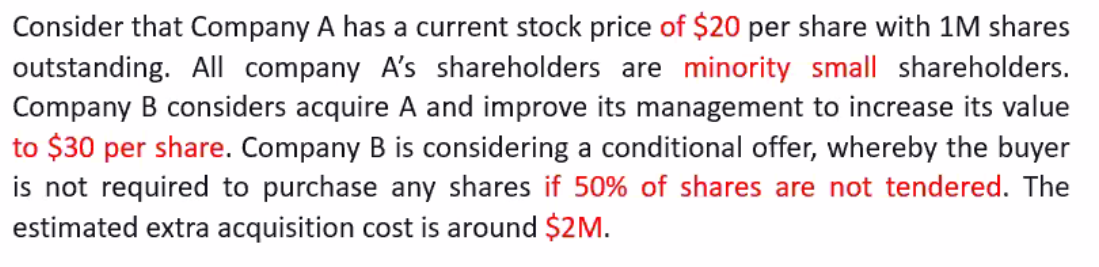 Consider that Company A has a current stock price of $20 per share with 1M shares
outstanding. All company A's shareholders are minority small shareholders.
Company B considers acquire A and improve its management to increase its value
to $30 per share. Company B is considering a conditional offer, whereby the buyer
is not required to purchase any shares if 50% of shares are not tendered. The
estimated extra acquisition cost is around $2M.